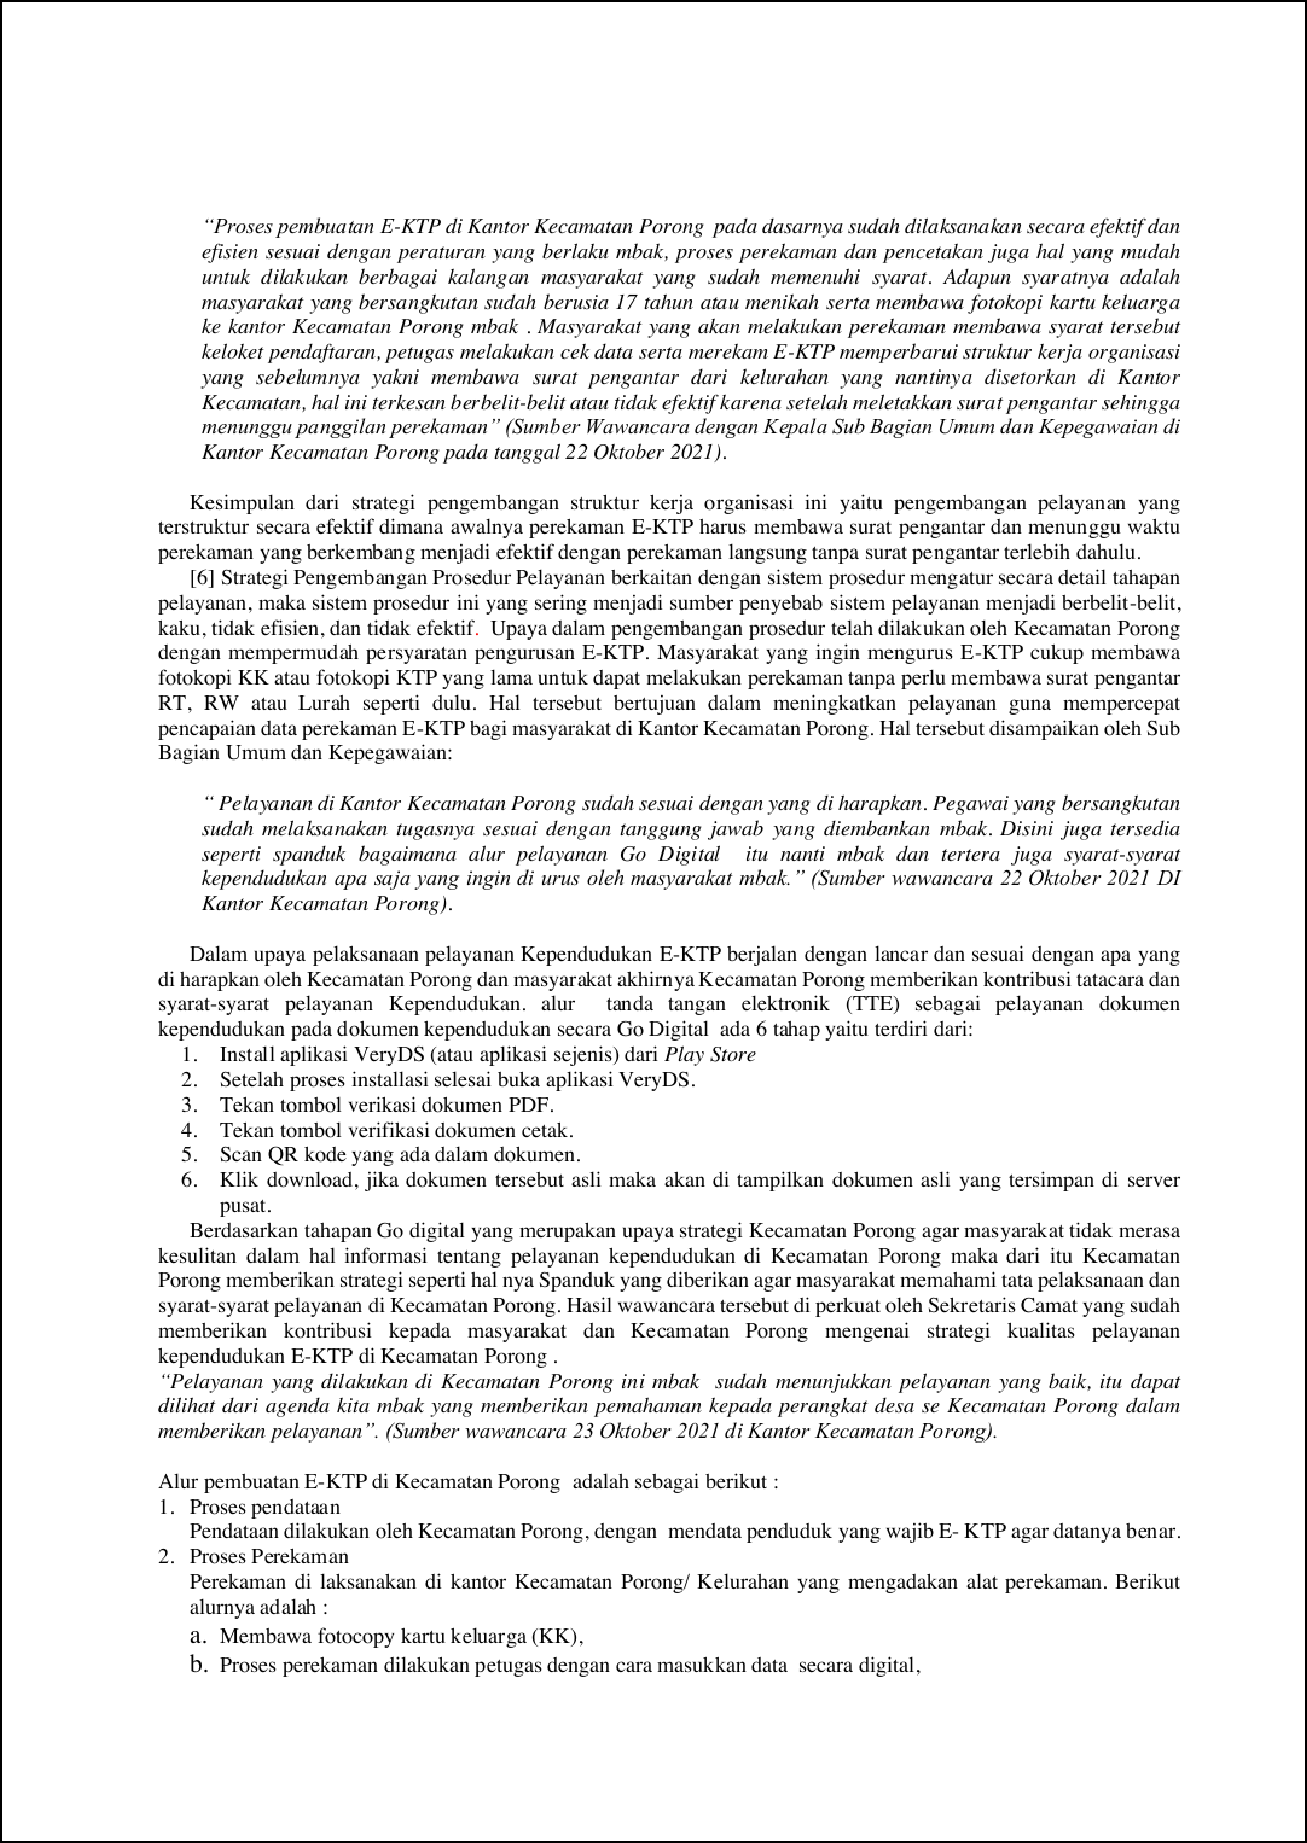 “Proses pembuatan E-KTP di Kantor Kecamatan Porong pada dasarnya sudah dilaksanakan secara efektif dan
efisien sesuai dengan peraturan yang berlaku mbak, proses perekaman dan pencetakan juga hal yang mudah
untuk dilakukan berbagai kalangan masyarakat yang sudah memenuhi syarat. Adapun syaratnya adalah
masyarakat yang bersangkutan sudah berusia 17 tahun atau menikah serta membawa fotokopi kartu keluarga
ke kantor Kecamatan Porong mbak . Masyarakat yang akan melakukan perekaman membawa syarat tersebut
keloket pendaftaran, petugas melakukan cek data serta merekam E-KTP memperbarui struktur kerja organisasi
yang sebelumnya yakni membawa surat pengantar dari kelurahan yang nantinya disetorkan di Kantor
Kecamatan, hal ini terkesan berbelit-belit atau tidak efektif karena setelah meletakkan surat pengantar sehingga
menunggu panggilan perekaman” (Sumber Wawancara dengan Kepala Sub Bagian Umum dan Kepegawaian di
Kantor Kecamatan Porong pada tanggal 22 Oktober 2021).
Kesimpulan dari strategi pengembangan struktur kerja organisasi ini yaitu pengembangan pelayanan yang
terstruktur secara efektif dimana awalnya perekaman E-KTP harus membawa surat pengantar dan menunggu waktu
perekaman yang berkembang menjadi efektif dengan perekaman langsung tanpa surat pengantar terlebih dahulu.
[6] Strategi Pengembangan Prosedur Pelayanan berkaitan dengan sistem prosedur mengatur secara detail tahapan
pelayanan, maka sistem prosedur ini yang sering menjadi sumber penyebab sistem pelayanan menjadi berbelit-belit,
kaku, tidak efisien, dan tidak efektif. Upaya dalam pengembangan prosedur telah dilakukan oleh Kecamatan Porong
dengan mempermudah persyaratan pengurusan E-KTP. Masyarakat yang ingin mengurus E-KTP cukup membawa
fotokopi KK atau fotokopi KTP yang lama untuk dapat melakukan perekaman tanpa perlu membawa surat pengantar
RT, RW atau Lurah seperti dulu. Hal tersebut bertujuan dalam meningkatkan pelayanan guna mempercepat
pencapaian data perekaman E-KTP bagi masyarakat di Kantor Kecamatan Porong. Hal tersebut disampaikan oleh Sub
Bagian Umum dan Kepegawaian:
“ Pelayanan di Kantor Kecamatan Porong sudah sesuai dengan yang di harapkan. Pegawai yang bersangkutan
sudah melaksanakan tugasnya sesuai dengan tanggung jawab yang diembankan mbak. Disini juga tersedia
seperti spanduk bagaimana alur pelayanan Go Digital itu nanti mbak dan tertera juga syarat-syarat
kependudukan apa saja yang ingin di urus oleh masyarakat mbak.” (Sumber wawancara 22 Oktober 2021 DI
Kantor Kecamatan Porong).
Dalam upaya pelaksanaan pelayanan Kependudukan E-KTP berjalan dengan lancar dan sesuai dengan apa yang
di harapkan oleh Kecamatan Porong dan masyarakat akhirnya Kecamatan Porong memberikan kontribusi tatacara dan
syarat-syarat pelayanan Kependudukan. alur tanda tangan elektronik (TTE) sebagai pelayanan dokumen
kependudukan pada dokumen kependudukan secara Go Digital ada 6 tahap yaitu terdiri dari:
1. Install aplikasi VeryDS (atau aplikasi sejenis) dari Play Store
2. Setelah proses installasi selesai buka aplikasi VeryDS.
3. Tekan tombol verikasi dokumen PDF.
4. Tekan tombol verifikasi dokumen cetak.
5. Scan QR kode yang ada dalam dokumen.
6. Klik download, jika dokumen tersebut asli maka akan di tampilkan dokumen asli yang tersimpan di server
pusat.
Berdasarkan tahapan Go digital yang merupakan upaya strategi Kecamatan Porong agar masyarakat tidak merasa
kesulitan dalam hal informasi tentang pelayanan kependudukan di Kecamatan Porong maka dari itu Kecamatan
Porong memberikan strategi seperti hal nya Spanduk yang diberikan agar masyarakat memahami tata pelaksanaan dan
syarat-syarat pelayanan di Kecamatan Porong. Hasil wawancara tersebut di perkuat oleh Sekretaris Camat yang sudah
memberikan kontribusi kepada masyarakat dan Kecamatan Porong mengenai strategi kualitas pelayanan
kependudukan E-KTP di Kecamatan Porong .
“Pelayanan yang dilakukan di Kecamatan Porong ini mbak sudah menunjukkan pelayanan yang baik, itu dapat
dilihat dari agenda kita mbak yang memberikan pemahaman kepada perangkat desa se Kecamatan Porong dalam
memberikan pelayanan”. (Sumber wawancara 23 Oktober 2021 di Kantor Kecamatan Porong).
Alur pembuatan E-KTP di Kecamatan Porong adalah sebagai berikut :
1. Proses pendataan
Pendataan dilakukan oleh Kecamatan Porong, dengan mendata penduduk yang wajib E- KTP agar datanya benar.
2. Proses Perekaman
Perekaman di laksanakan di kantor Kecamatan Porong/ Kelurahan yang mengadakan alat perekaman. Berikut
alurnya adalah :
a. Membawa fotocopy kartu keluarga (KK),
b. Proses perekaman dilakukan petugas dengan cara masukkan data secara digital,